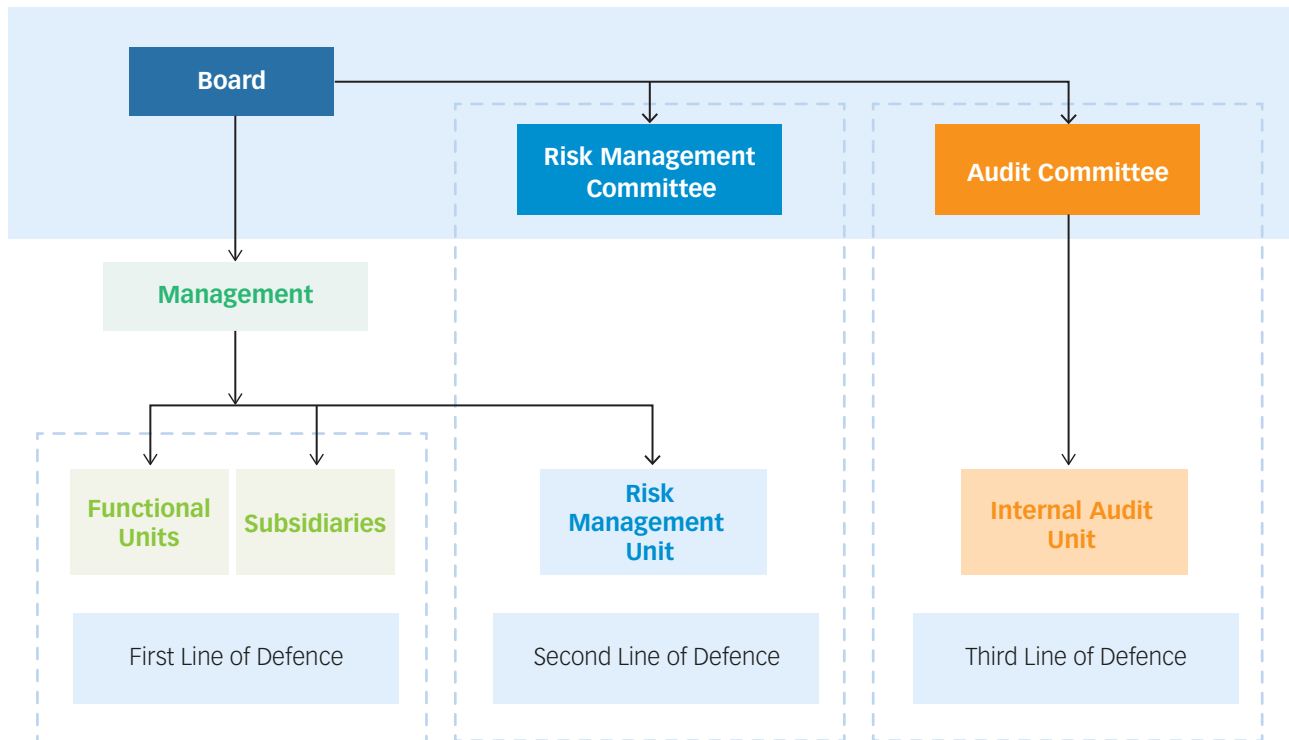 Board
Risk Management
Committee
Audit Committee
Management
Functional
Units
Subsidiaries
Risk
Management
Unit
Internal Audit
Unit
First Line of Defence
Second Line of Defence
Third Line of Defence